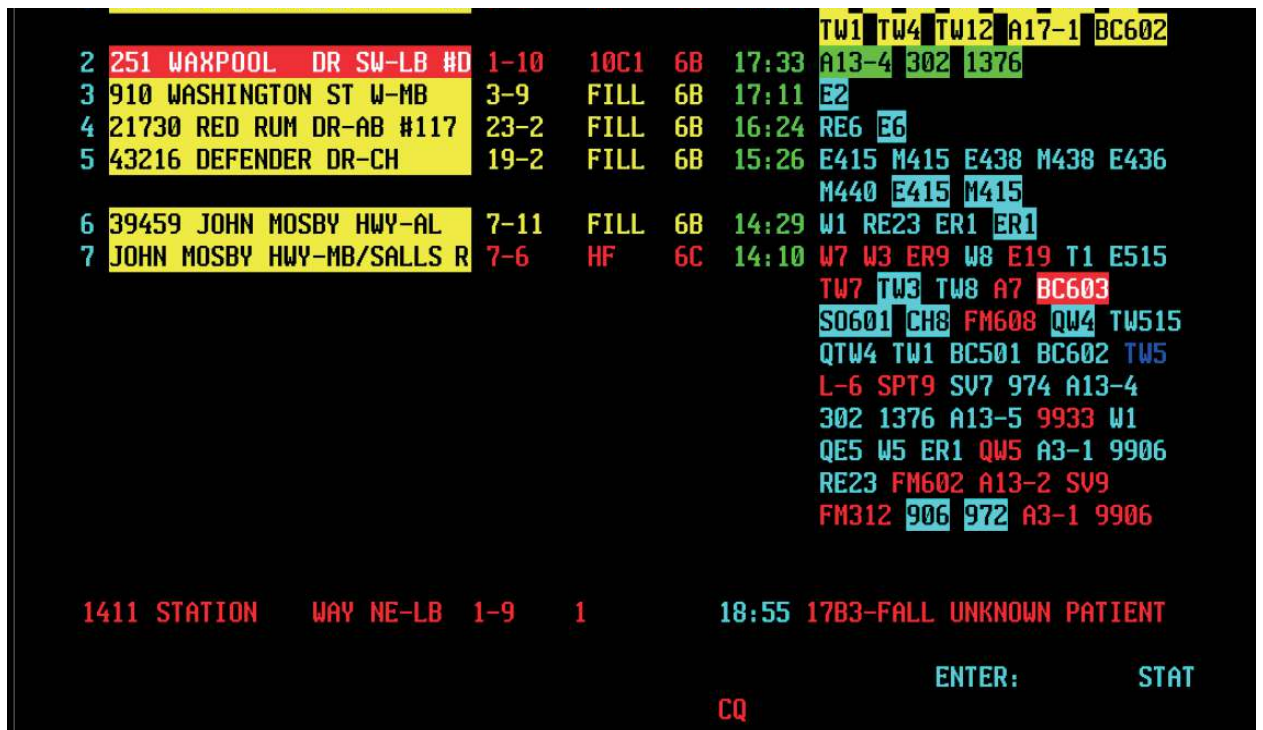 TW1 TW4 TW12 A17-1 BC602
2 251 WAXPOOL DR SW-LB #D 1-10 10C1 6B 17:33 A13-4 302 1376
3 910 WASHINGTON ST W-MB 3-9 FILL 6B 17:11 E2
4 21730 RED RUM DR-AB #117 23-2 FILL 6B 16:24 RE6 E6
5 43216 DEFENDER DR-CH 19-2 FILL 6B 15:26 E415 M415 E438 M438 E436
M440 E415 M415
6 39459 JOHN MOSBY HWY-AL 7-11 FILL 6B 14:29 W1 RE23 ER1 ER1
7 JOHN MOSBY HWY-MB/SALLS R 7-6 HF 6C 14:10 W7 W3 ER9 W8 E19 T1 E515
TW7 TW3 TW8 A7 BC603
SO601 CH8 FM608 QW4 TW515
QTW4 TW1 BC501 BC602 TW5
L-6 SPT9 SV7 974 A13-4
302 1376 A13-5 9933 W1
QE5 W5 ER1 QW5 A3-1 9906
RE23 FM602 A13-2 SV9
FM312 906 972 A3-1 9906
1411 STATION WAY NE-LB 1-9 1 18:55 17B3-FALL UNKNOWN PATIENT
ENTER: STAT
CQ